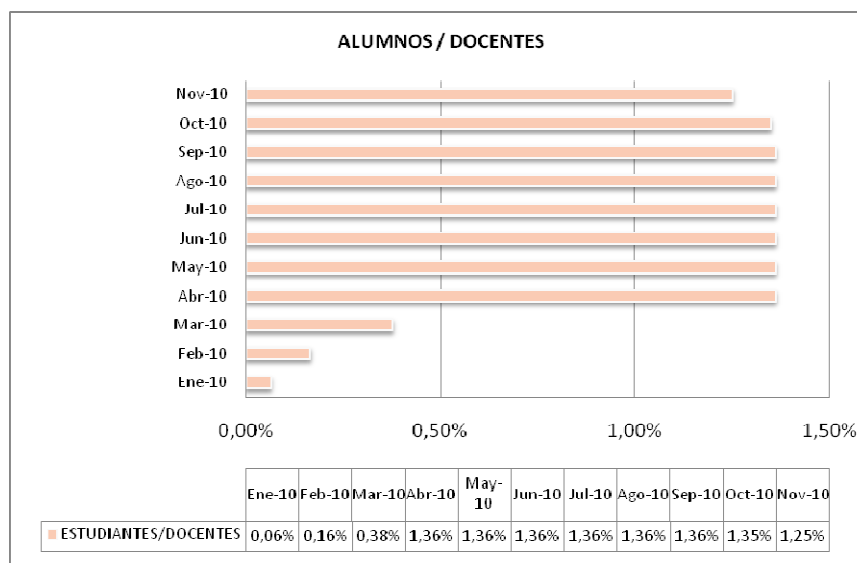 ALUMNOS / DOCENTES
Nov-10
Oct-10
Sep-10
Ago-10
Jul-10
Jun-10
May-10
Abr-10
Mar-10
Feb-10
Ene-10
0,00% 0,50% 1,00% 1,50%
Ene-10 Feb-10 Mar-10 Abr-10 May-10 Jun-10 Jul-10 Ago-10 Sep-10 Oct-10 Nov-10
ESTUDIANTES/DOCENTES 0,06% 0,16% 0,38% 1,36% 1,36% 1,36% 1,36% 1,36% 1,36% 1,35% 1,25%